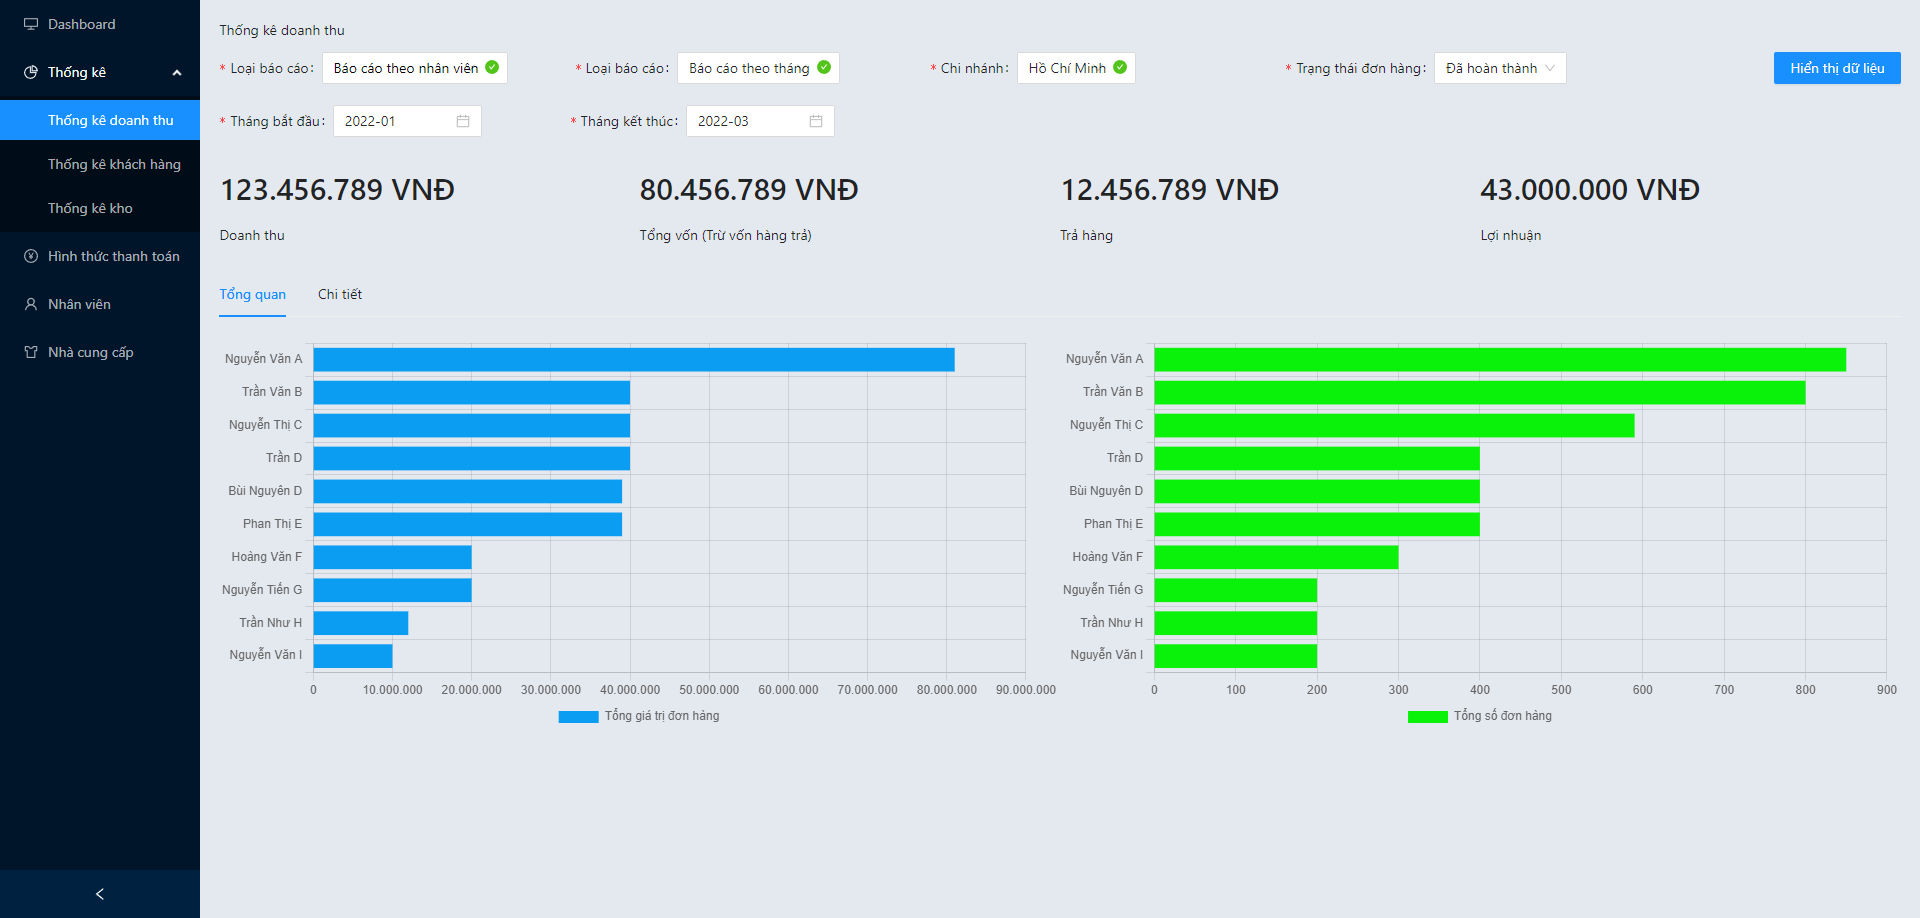 Dashboard
Thống kê
Thống kê doanh thu
Thống kê khách hàng
Thống kê kho
Hình thức thanh toán
Nhân viên
Nhà cung cấp
Thống kê doanh thu
* Loại báo cáo: Báo cáo theo nhân viên
* Loại báo cáo: Báo cáo theo tháng
* Chi nhánh: Hồ Chí Minh
* Trạng thái đơn hàng: Đã hoàn thành
Hiển thị dữ liệu
* Tháng bắt đầu: 2022-01
* Tháng kết thúc: 2022-03
123.456.789 VNĐ
Doanh thu
80.456.789 VNĐ
Tổng vốn (Trừ vốn hàng trả)
12.456.789 VNĐ
Trả hàng
43.000.000 VNĐ
Lợi nhuận
Tổng quan
Chi tiết
Nguyễn Văn A
Trần Văn B
Nguyễn Thị C
Trần D
Bùi Nguyên D
Phan Thị E
Hoảng Văn F
Nguyễn Tiến G
Trần Như H
Nguyễn Văn I
0 10.000.000 20.000.000 30.000.000 40.000.000 50.000.000 60.000.000 70.000.000 80.000.000 90.000.000
Tổng giá trị đơn hàng
Nguyễn Văn A
Trần Văn B
Nguyễn Thị C
Trần D
Bùi Nguyên D
Phan Thị E
Hoảng Văn F
Nguyễn Tiến G
Trần Như H
Nguyễn Văn I
0 100 200 300 400 500 600 700 800 900
Tổng số đơn hàng